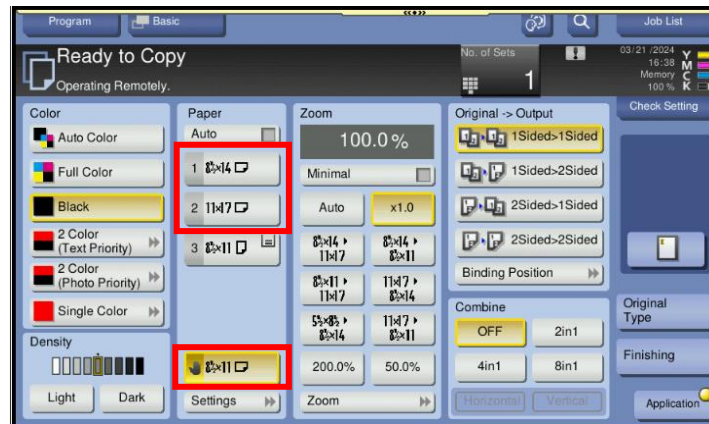 Program
Basic
Job List
Ready to Copy
Operating Remotely.
No. of Sets
1
03/21 /2024
16:38
Memory
100 %
Y
M
C
K
Color
Auto Color
Full Color
Black
2 Color
(Text Priority)
2 Color
(Photo Priority)
Single Color
Density
Light
Dark
Paper
Auto
1 8½×14
2 11×17
3 8½×11
8½×11
Settings
Zoom
100.0 %
Minimal
Auto
x1.0
8½×14
11×17
8½×14
8½×11
8½×11
11×17
11×17
8½×14
5½×8½
8½×14
11×17
8½×11
200.0%
50.0%
Zoom
Original -> Output
1Sided>1Sided
1Sided>2Sided
2Sided>1Sided
2Sided>2Sided
Binding Position
Combine
OFF
2in1
4in1
8in1
Horizontal
Vertical
Check Setting
Original
Type
Finishing
Application